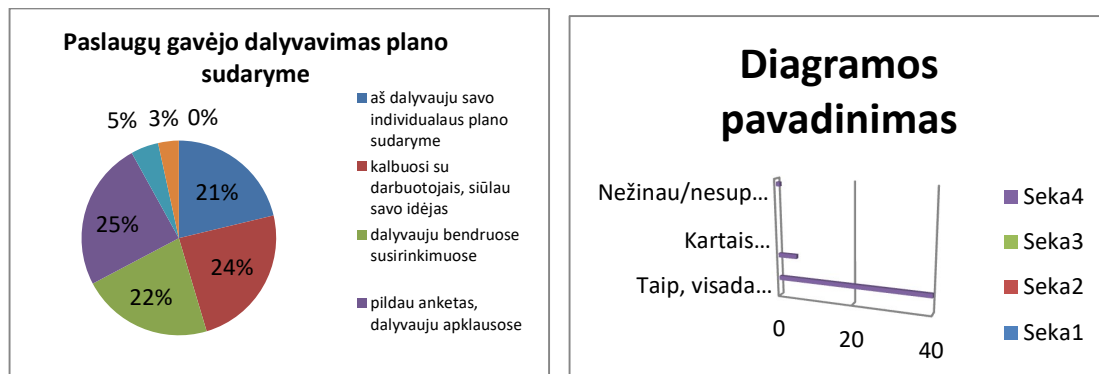 Paslaugų gavėjo dalyvavimas plano
sudaryme
5%
3%
0%
21%
25%
24%
22%
aš dalyvauju savo
individualaus plano
sudaryme
kalbuosi su
darbuotojais, siūlau
savo idėjas
dalyvauju bendruose
susirinkimuose
pildau anketas,
dalyvauju apklausose
Diagramos
pavadinimas
Nežinau/nesup...
Kartais...
Taip, visada...
0
20
40
Seka4
Seka3
Seka2
Seka1